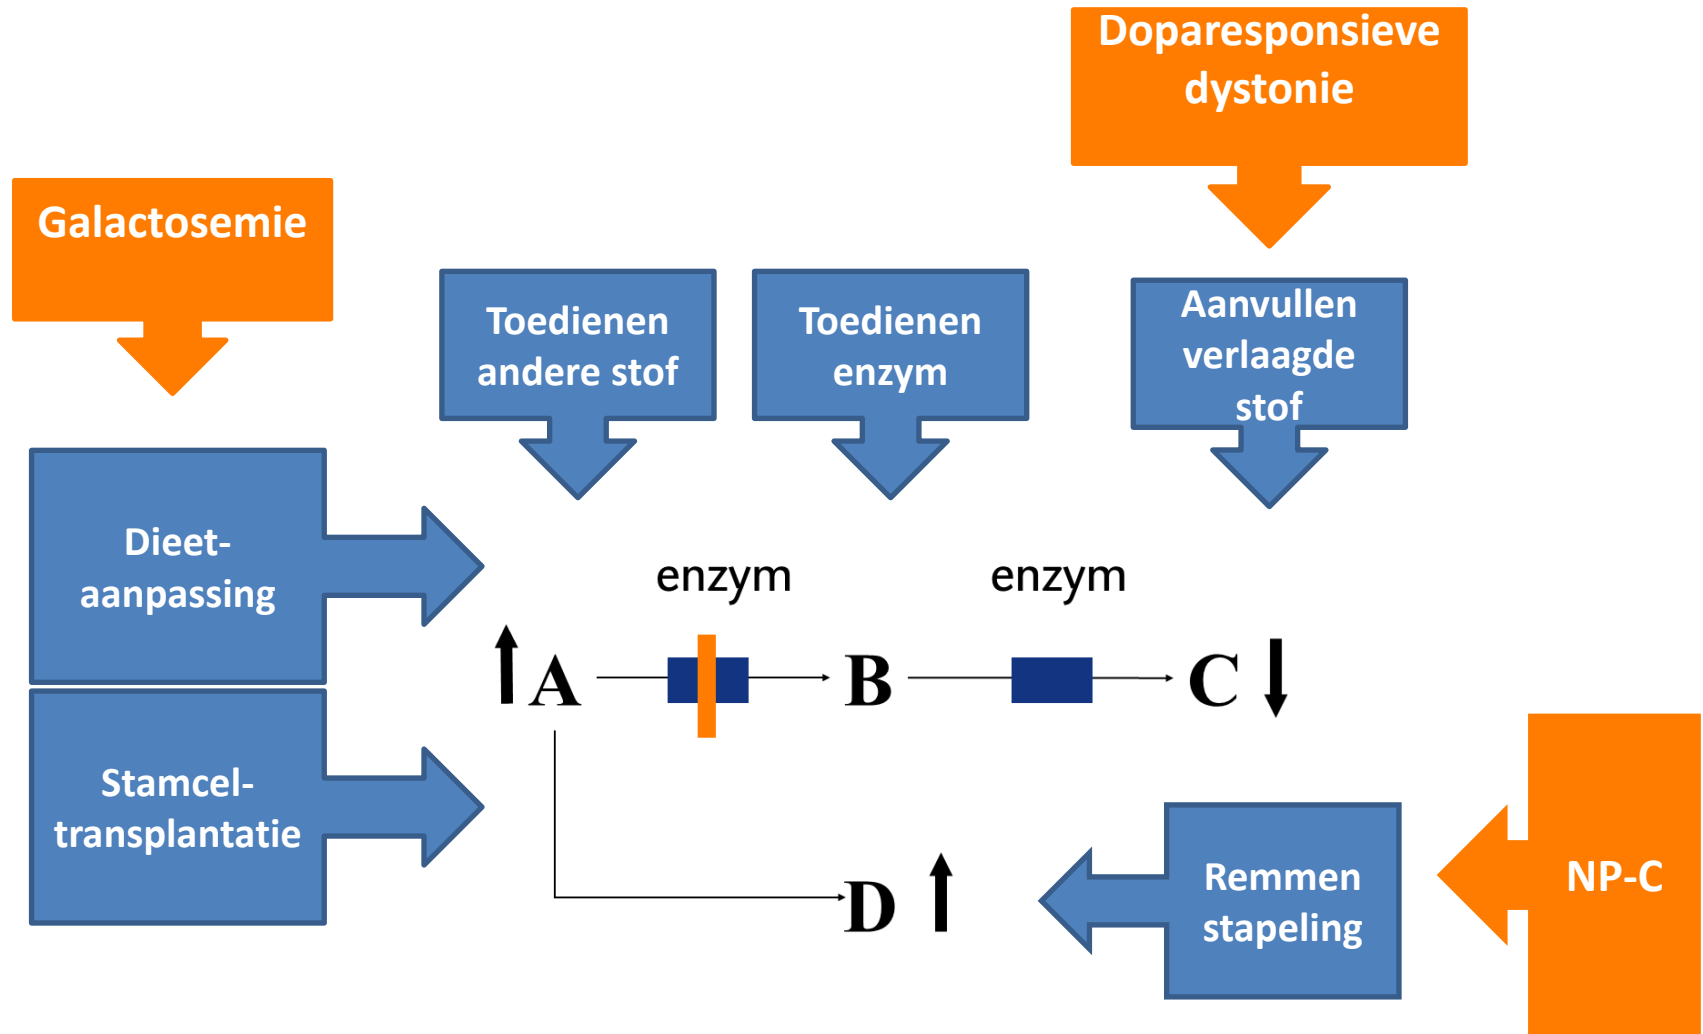 Doparesponsieve
dystonie
Galactosemie
Toedienen
andere stof
Toedienen
enzym
Aanvullen
verlaagde
stof
Dieet-
aanpassing
enzym
enzym
A
B
C
Stamcel-
transplantatie
D
Remmen
stapeling
NP-C